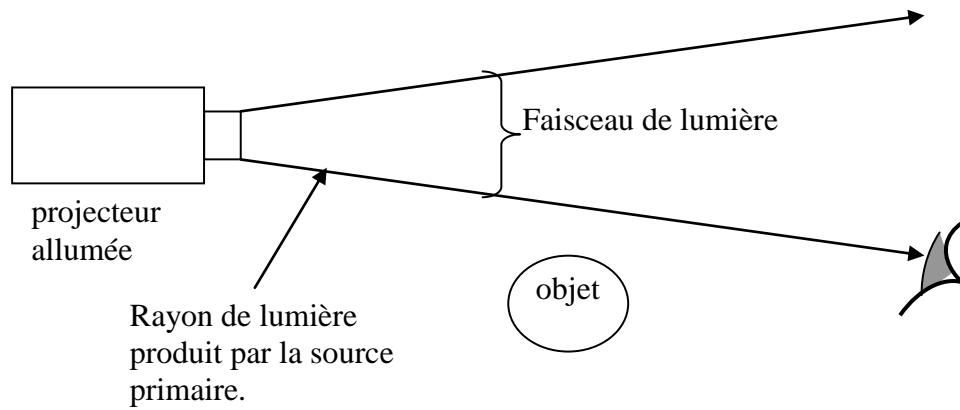 Faisceau de lumière
projecteur
allumée
objet
Rayon de lumière
produit par la source
primaire.